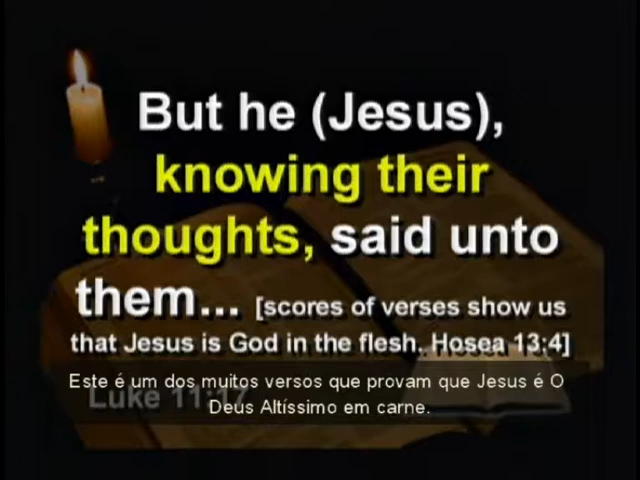 But he (Jesus),
knowing their
thoughts, said unto
them... [scores of verses show us
that Jesus is God in the flesh. Hosea 13:4]
Este é um dos muitos versos que provam que Jesus é O
Deus Altíssimo em carne.
Luke 11:17